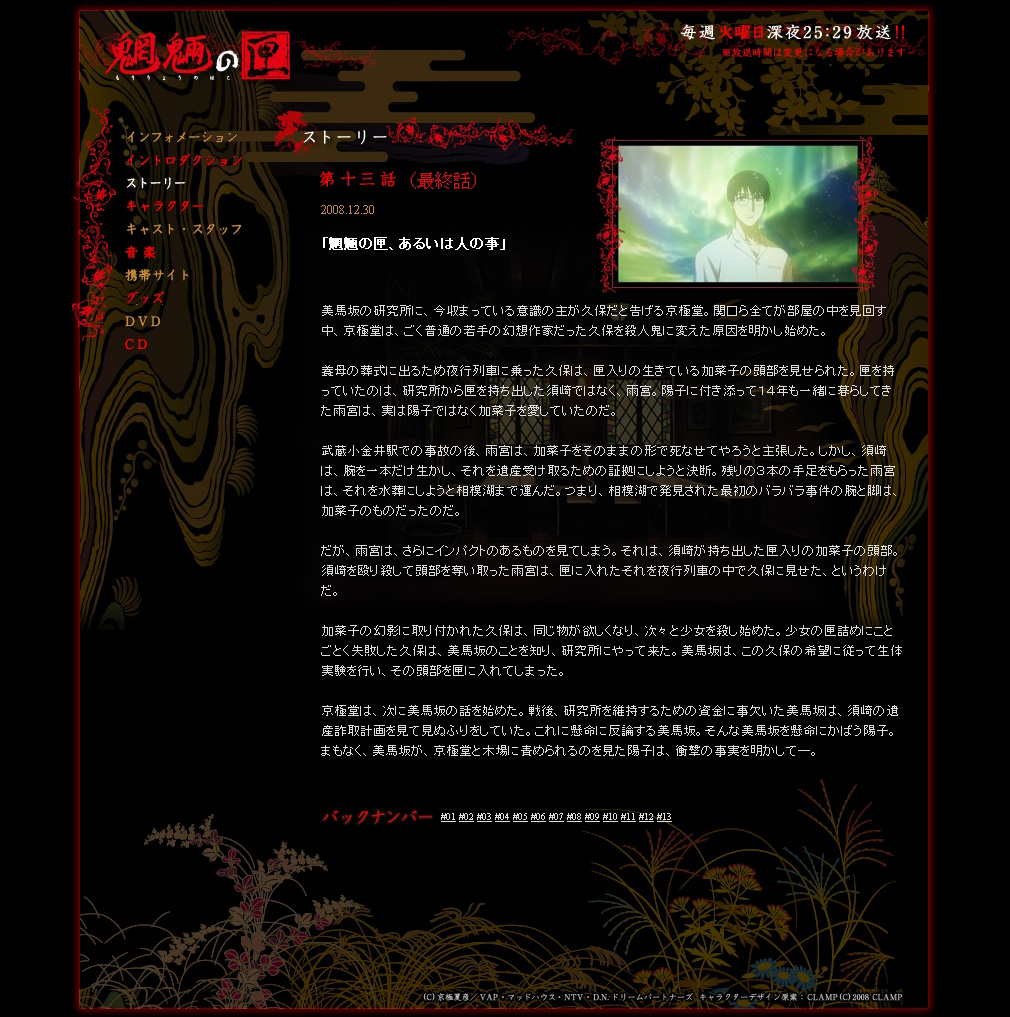 魍魎の匣
もうりょうのはこ
毎週火曜日深夜25:29放送!!
※放送時間は変更になる場合があります
インフォメーション
イントロダクション
ストーリー
キャラクター
キャスト・スタッフ
音楽
携帯サイト
グッズ
DVD
CD
ストーリー
第十三話（最終話）
2008.12.30
「魍魎の匣、あるいは人の事」
美馬坂の研究所に、今収まっている意識の主が久保だと告げる京極堂。関口ら全てが部屋の中を見回す
中、京極堂は、ごく普通の若手の幻想作家だった久保を殺人鬼に変えた原因を明かし始めた。
義母の葬式に出るため夜行列車に乗った久保は、匣入りの生きている加菜子の頭部を見せられた。匣を持
っていたのは、研究所から匣を持ち出した須崎ではなく、雨宮。陽子に付き添って１４年も一緒に暮らしてき
た雨宮は、実は陽子ではなく加菜子を愛していたのだ。
武蔵小金井駅での事故の後、雨宮は、加菜子をそのままの形で死なせてやろうと主張した。しかし、須崎
は、腕を一本だけ生かし、それを遺産受け取るための証拠にしようと決断。残りの３本の手足をもらった雨宮
は、それを水葬にしようと相模湖まで運んだ。つまり、相模湖で発見された最初のバラバラ事件の腕と脚は、
加菜子のものだったのだ。
だが、雨宮は、さらにインパクトのあるものを見てしまう。それは、須崎が持ち出した匣入りの加菜子の頭部。
須崎を殴り殺して頭部を奪い取った雨宮は、匣に入れたそれを夜行列車の中で久保に見せた、というわけ
だ。
加菜子の幻影に取り付かれた久保は、同じ物が欲しくなり、次々と少女を殺し始めた。少女の匣詰めにこと
ごとく失敗した久保は、美馬坂のことを知り、研究所にやって来た。美馬坂は、この久保の希望に従って生体
実験を行い、その頭部を匣に入れてしまった。
京極堂は、次に美馬坂の話を始めた。戦後、研究所を維持するための資金に事欠いた美馬坂は、須崎の遺
産詐取計画を見て見ぬふりをしていた。これに懸命に反論する美馬坂。そんな美馬坂を懸命にかばう陽子。
まもなく、美馬坂が、京極堂と木場に責められるのを見た陽子は、衝撃の事実を明かして―。
バックナンバー #01 #02 #03 #04 #05 #06 #07 #08 #09 #10 #11 #12 #13
(C)京極夏彦／VAP・マッドハウス・NTV・D.N.ドリームパートナーズ キャラクターデザイン原案：CLAMP (C)2008 CLAMP